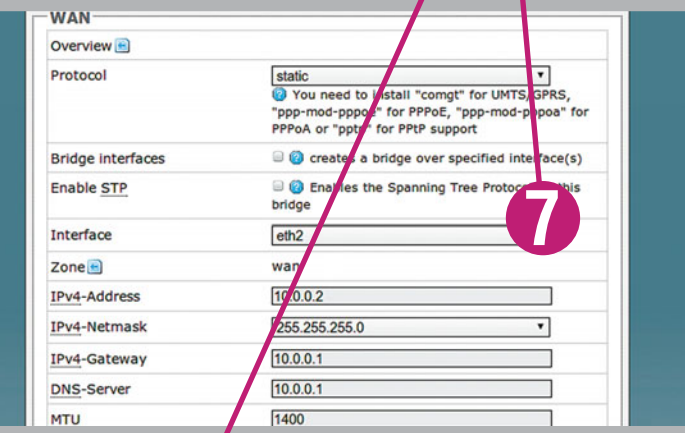 WAN
Overview
Protocol
static
You need to install "comgt" for UMTS/GPRS,
"ppp-mod-pppoe" for PPPoE, "ppp-mod-pppoa" for
PPPoA or "pptp" for PPtP support
Bridge interfaces
creates a bridge over specified interface(s)
Enable STP
Enables the Spanning Tree Protocol this
bridge
Interface
eth2
7
Zone
wan
IPv4-Address
10.0.0.2
IPv4-Netmask
255.255.255.0
IPv4-Gateway
10.0.0.1
DNS-Server
10.0.0.1
MTU
1400